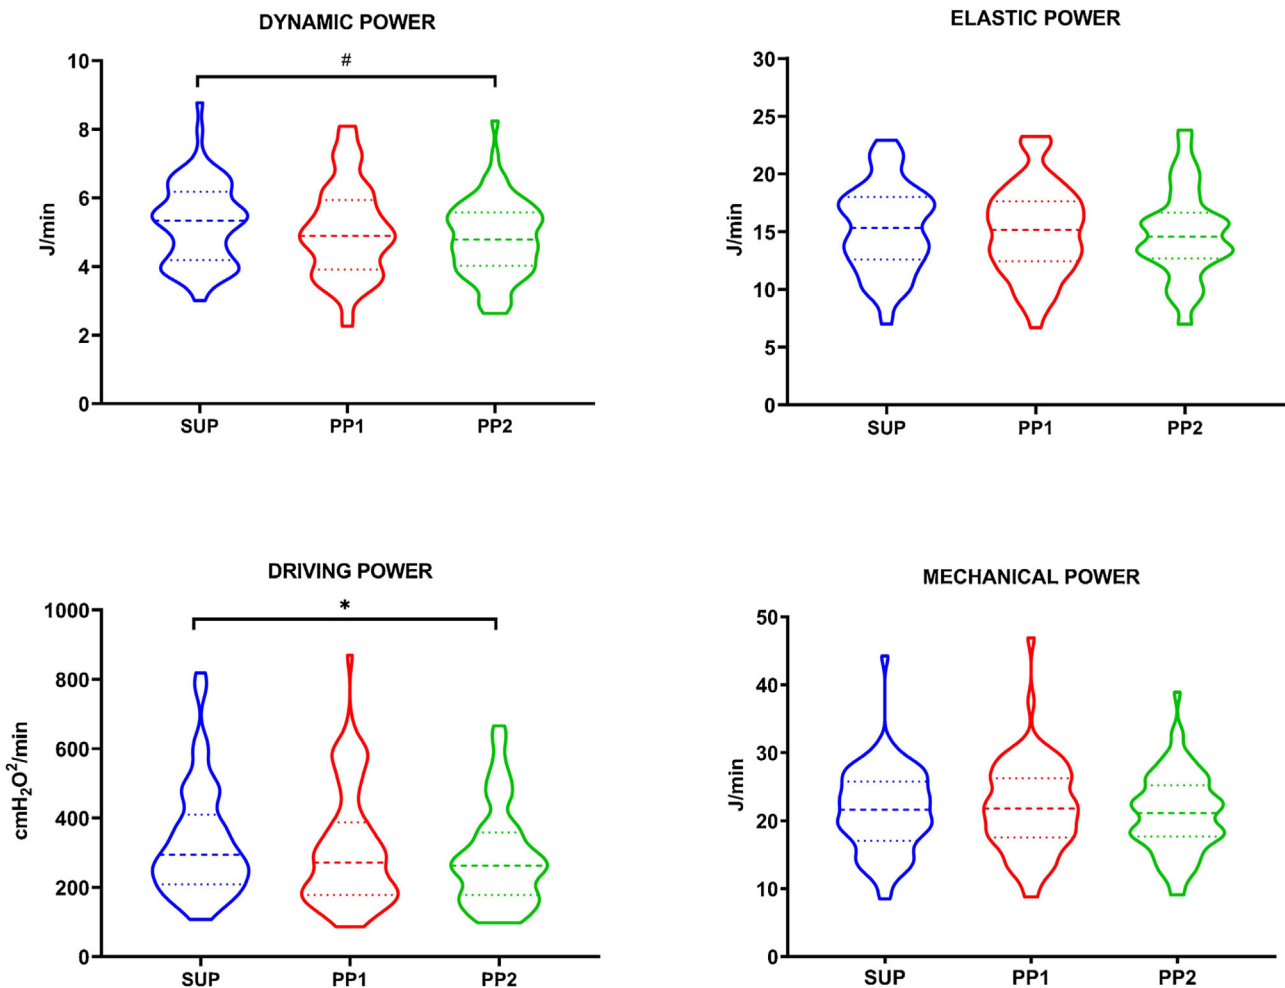 DYNAMIC POWER
#
10
8
6
4
2
0
J/min
SUP PP1 PP2
ELASTIC POWER
30
25
20
15
10
5
0
J/min
SUP PP1 PP2
DRIVING POWER
*
1000
800
600
400
200
0
cmH₂O²/min
SUP PP1 PP2
MECHANICAL POWER
50
40
30
20
10
0
J/min
SUP PP1 PP2